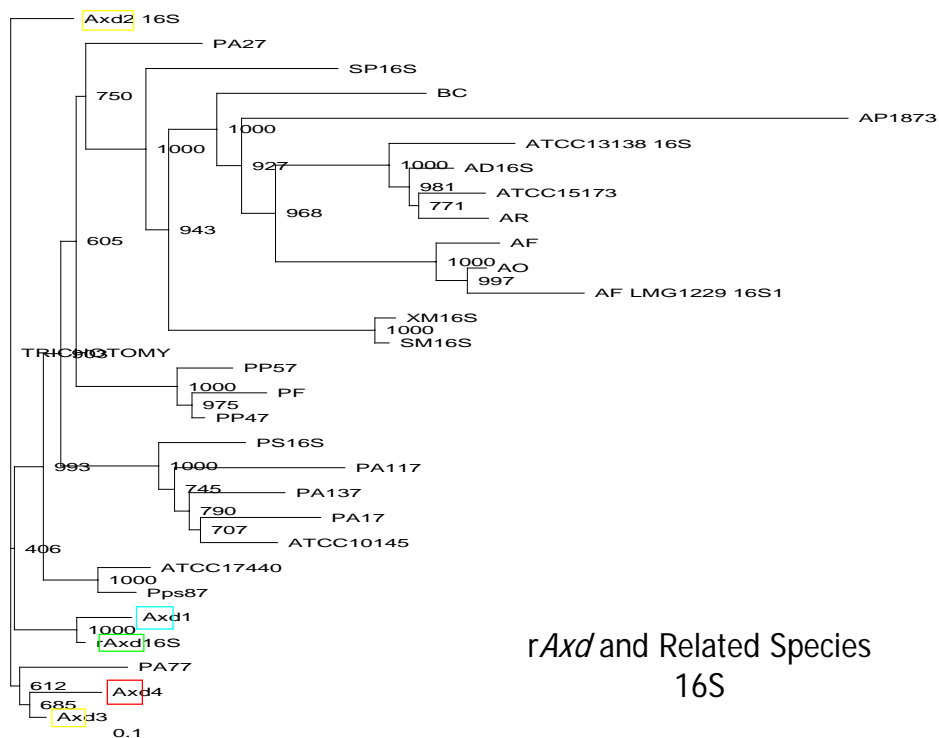 Axd2 16S
PA27
SP16S
750
BC
AP1873
1000
ATCC13138 16S
1000
927
1000
AD16S
981
ATCC15173
771
968
AR
943
605
AF
1000
AO
997
AF LMG1229 16S1
XM16S
1000
SM16S
TRICHOTOMY
903
PP57
1000
PF
975
PP47
PS16S
993
1000
PA117
745
PA137
790
PA17
707
ATCC10145
406
ATCC17440
1000
Pps87
Axd1
1000
rAxd16S
rAxd and Related Species
16S
PA77
612
Axd4
685
Axd3
0.1